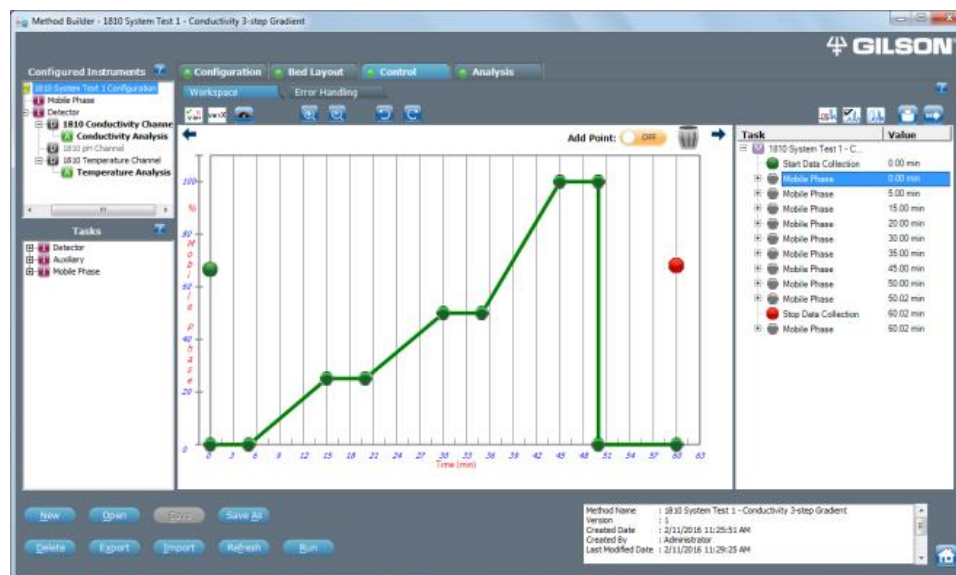 Method Builder - 1810 System Test 1 - Conductivity 3-step Gradient
GILSON
Configured Instruments
1810 System Test 1 Configuration
Mobile Phase
Detector
1810 Conductivity Channe
Conductivity Analysis
1810 pH Channel
1810 Temperature Channel
Temperature Analysis
Tasks
Detector
Auxiliary
Mobile Phase
Configuration
Bed Layout
Control
Analysis
Workspace
Error Handling
varX
Add Point: OFF
100
80
60
40
20
0
% Mobile Phase
0 3 6 9 12 15 18 21 24 27 30 33 36 39 42 45 48 51 54 57 60 63
Time (min)
Task Value
1810 System Test 1 - C...
Start Data Collection 0.00 min
Mobile Phase 0.00 min
Mobile Phase 5.00 min
Mobile Phase 15.00 min
Mobile Phase 20.00 min
Mobile Phase 30.00 min
Mobile Phase 35.00 min
Mobile Phase 45.00 min
Mobile Phase 50.00 min
Mobile Phase 50.02 min
Stop Data Collection 60.02 min
Mobile Phase 60.02 min
New Open Save Save As
Delete Export Import Refresh Run
Method Name : 1810 System Test 1 - Conductivity 3-step Gradient
Version : 1
Created Date : 2/11/2016 11:25:51 AM
Created By : Administrator
Last Modified Date : 2/11/2016 11:29:25 AM